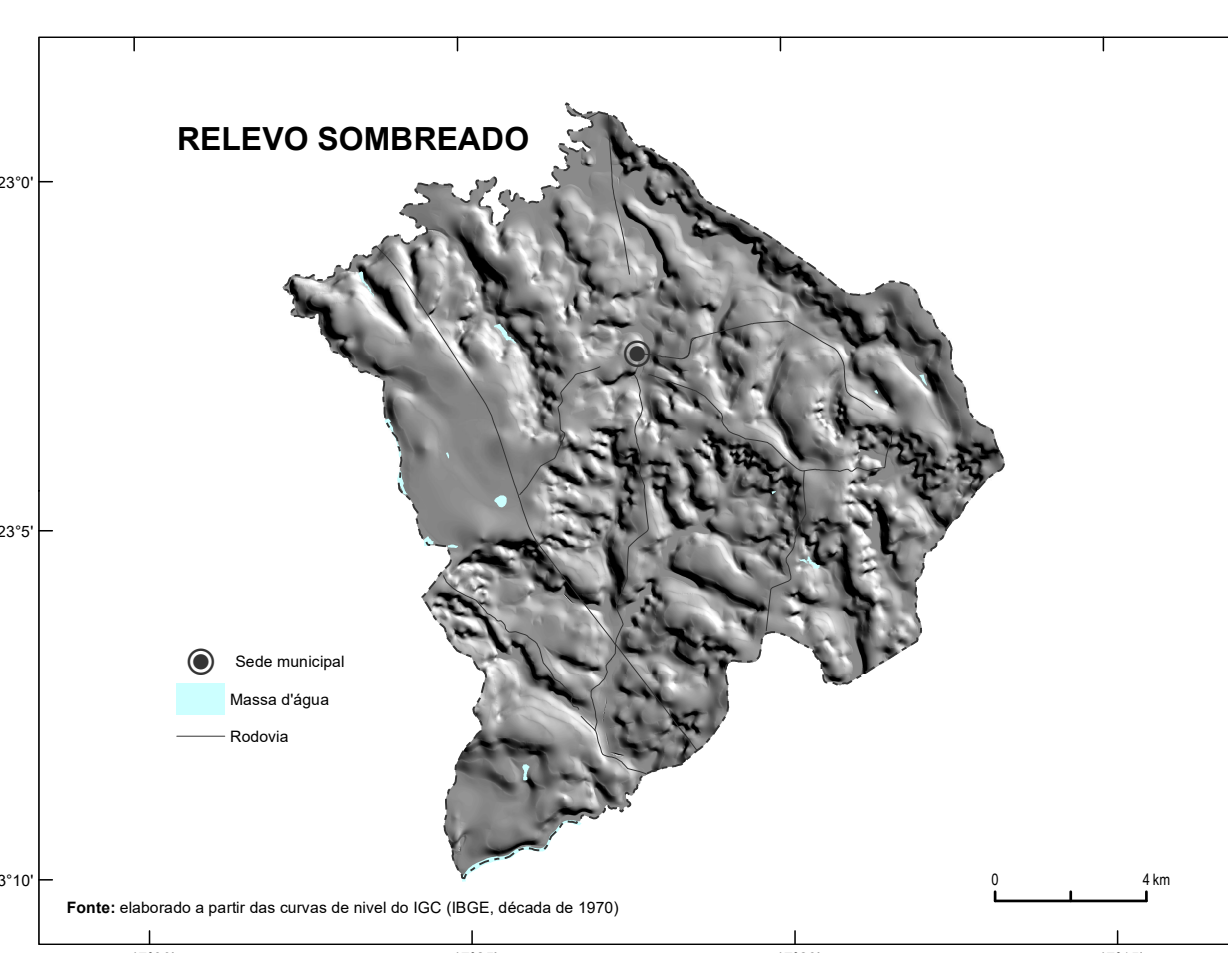 RELEVO SOMBREADO
23°0'
23°5'
3°10'
Sede municipal
Massa d'água
Rodovia
0 4 km
Fonte: elaborado a partir das curvas de nivel do IGC (IBGE, década de 1970)